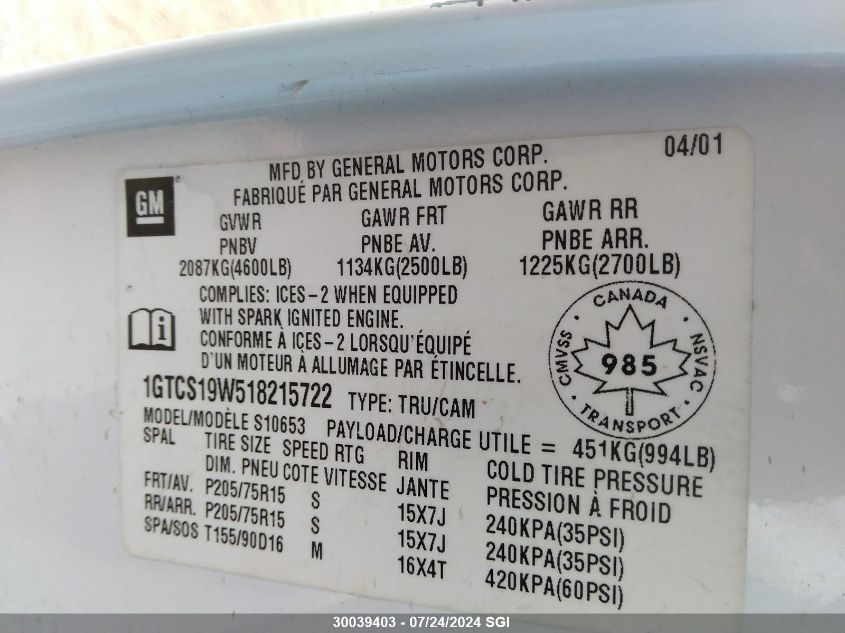 04/01
MFD BY GENERAL MOTORS CORP.
FABRIQUÉ PAR GENERAL MOTORS CORP.
GM
GVWR GAWR FRT GAWR RR
PNBV PNBE AV. PNBE ARR.
2087KG(4600LB) 1134KG(2500LB) 1225KG(2700LB)
COMPLIES: ICES-2 WHEN EQUIPPED
WITH SPARK IGNITED ENGINE.
CONFORME À ICES-2 LORSQU'ÉQUIPÉ
D'UN MOTEUR À ALLUMAGE PAR ÉTINCELLE.
CANADA
CMVSS 985 NSVAC
TRANSPORT
1GTCS19W518215722 TYPE: TRU/CAM
MODEL/MODÈLE S10653 PAYLOAD/CHARGE UTILE = 451KG(994LB)
SPAL TIRE SIZE SPEED RTG RIM COLD TIRE PRESSURE
DIM. PNEU COTE VITESSE JANTE PRESSION À FROID
FRT/AV. P205/75R15 S 15X7J 240KPA(35PSI)
RR/ARR. P205/75R15 S 15X7J 240KPA(35PSI)
SPA/SOS T155/90D16 M 16X4T 420KPA(60PSI)
30039403 - 07/24/2024 SGI